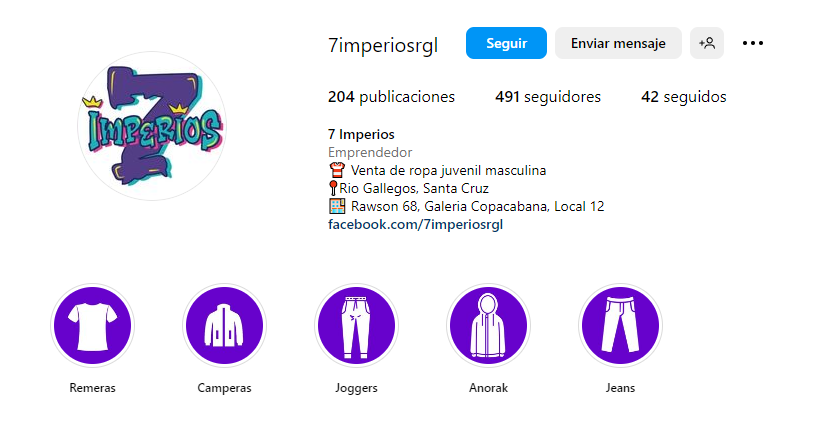 7imperiosrgl
Seguir
Enviar mensaje
204 publicaciones
491 seguidores
42 seguidos
7
IMPERIOS
7 Imperios
Emprendedor
Venta de ropa juvenil masculina
Rio Gallegos, Santa Cruz
Rawson 68, Galeria Copacabana, Local 12
facebook.com/7imperiosrgl
Remeras
Camperas
Joggers
Anorak
Jeans